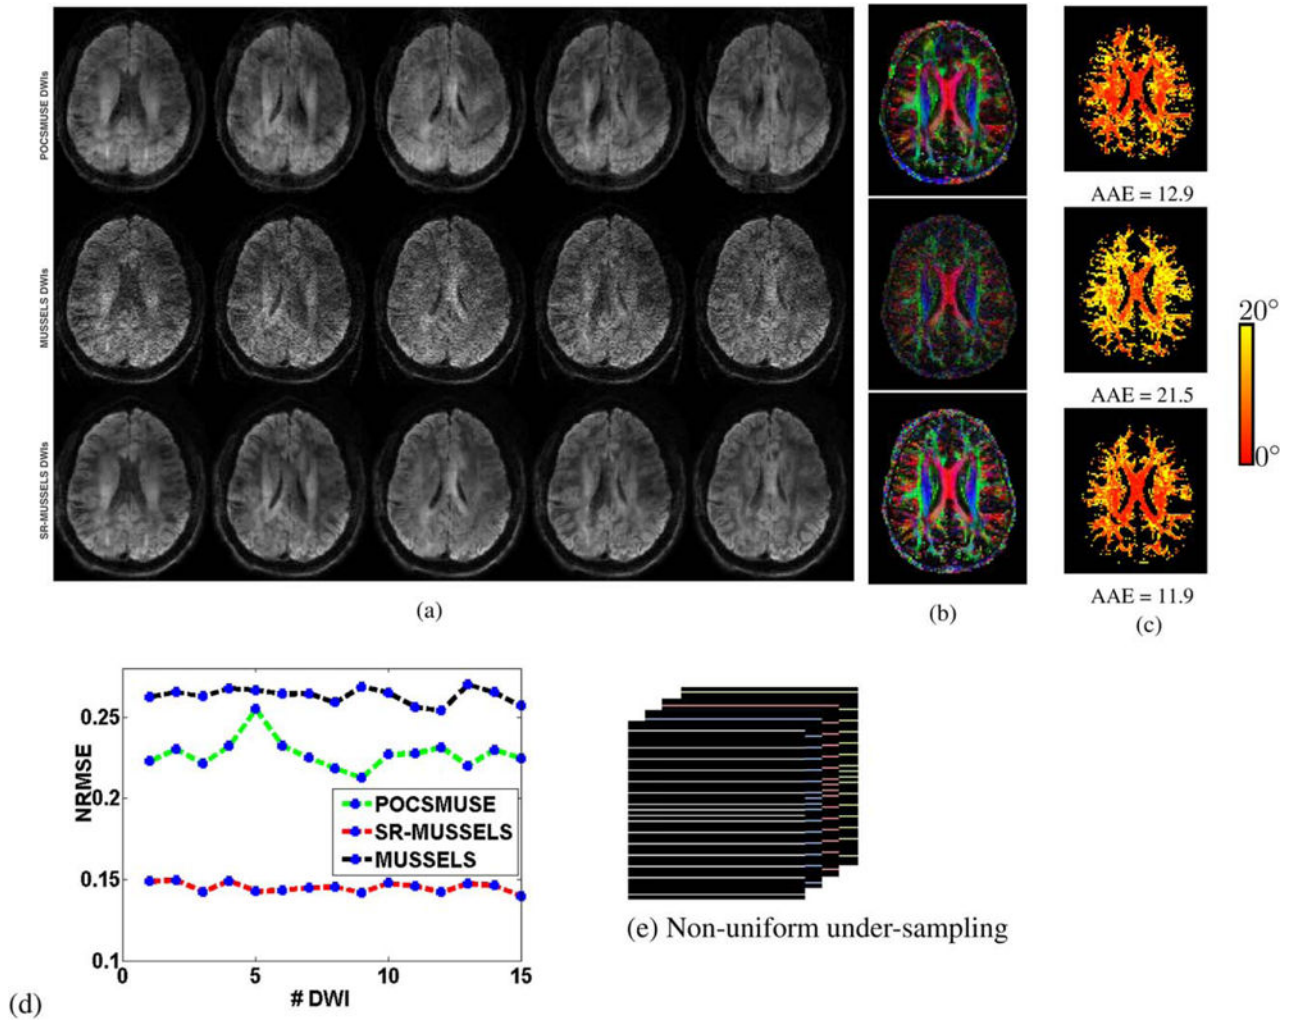 POCSMUSE DWIs
MUSSELS DWIs
SR-MUSSELS DWIs
(a)
(b)
AAE = 12.9
AAE = 21.5
AAE = 11.9
(c)
20°
0°
NRMSE
0.25
0.2
0.15
0.1
POCSMUSE
SR-MUSSELS
MUSSELS
0
5
10
15
# DWI
(d)
(e) Non-uniform under-sampling